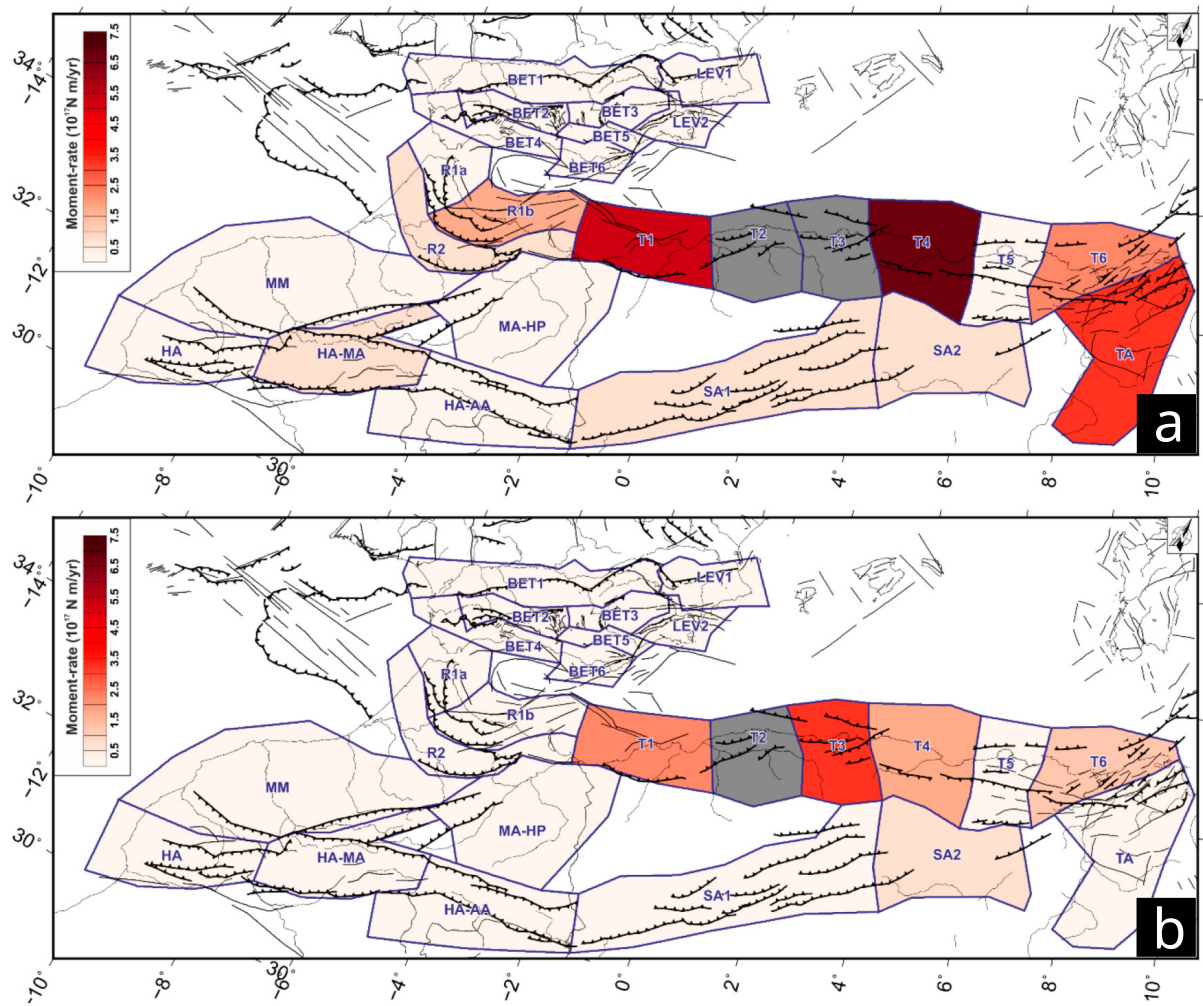 7.5
6.5
5.5
4.5
3.5
2.5
1.5
0.5
Moment-rate (10¹⁷N m/yr)
34°
-14°
32°
-12°
30°
BET1
LEV1
BET2
BET3
LEV2
BET4
BET5
BET6
R1a
R1b
R2
T1
T2
T3
T4
T5
T6
MM
MA-HP
HA
HA-MA
SA1
SA2
TA
HA-AA
a
-10°
-8°
-6°
30°
-4°
-2°
0°
2°
4°
6°
8°
10°
7.5
6.5
5.5
4.5
3.5
2.5
1.5
0.5
Moment-rate (10¹⁷ N m/yr)
34°
-14°
32°
-12°
30°
BET1
LEV1
BET2
BET3
LEV2
BET4
BET5
BET6
R1a
R1b
R2
T1
T2
T3
T4
T5
T6
MM
MA-HP
HA
HA-MA
SA1
SA2
TA
HA-AA
b
-10°
-8°
-6°
30°
-4°
-2°
0°
2°
4°
6°
8°
10°